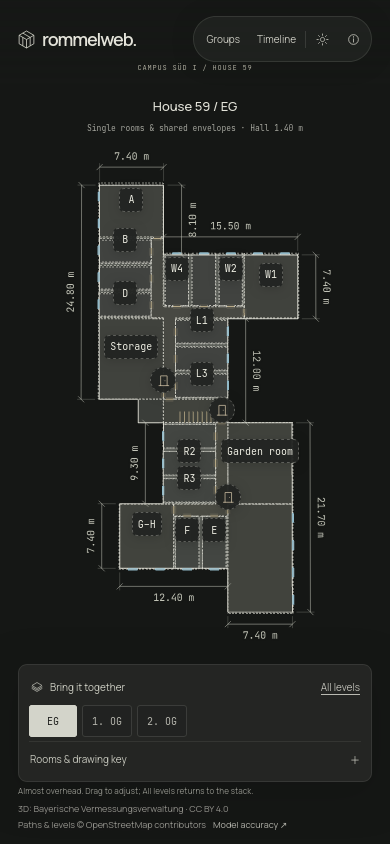 rommelweb.
Groups Timeline
CAMPUS SÜD I / HOUSE 59
House 59 / EG
Single rooms & shared envelopes · Hall 1.40 m
7.40 m
A
8.10 m
15.50 m
B
W4
W2
W1
7.40 m
24.80 m
D
L1
Storage
12.00 m
L3
R2
Garden room
9.30 m
R3
21.70 m
G–H
7.40 m
F
E
12.40 m
7.40 m
Bring it together All levels
EG 1. OG 2. OG
Rooms & drawing key +
Almost overhead. Drag to adjust; All levels returns to the stack.
3D: Bayerische Vermessungsverwaltung · CC BY 4.0
Paths & levels © OpenStreetMap contributors Model accuracy ↗